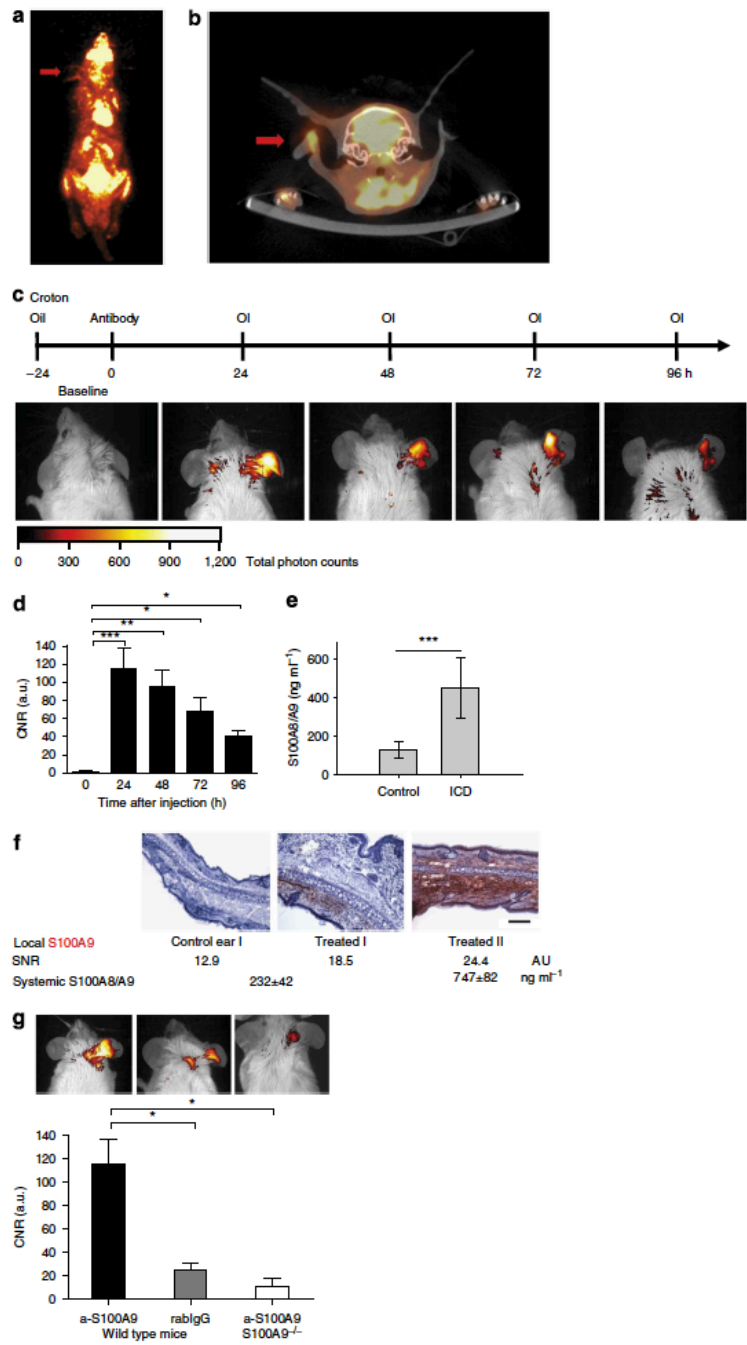 a
b
c Croton
Oil Antibody OI OI OI OI
–24 0 24 48 72 96 h
Baseline
0 300 600 900 1,200 Total photon counts
d
*
*
**
***
CNR (a.u.)
140
120
100
80
60
40
20
0
0 24 48 72 96
Time after injection (h)
e
***
S100A8/A9 (ng ml–1)
600
400
200
0
Control ICD
f
Local S100A9 Control ear I Treated I Treated II
SNR 12.9 18.5 24.4 AU
Systemic S100A8/A9 232±42 747±82 ng ml–1
g
*
*
CNR (a.u.)
140
120
100
80
60
40
20
0
a-S100A9 rabIgG a-S100A9
Wild type mice S100A9–/–